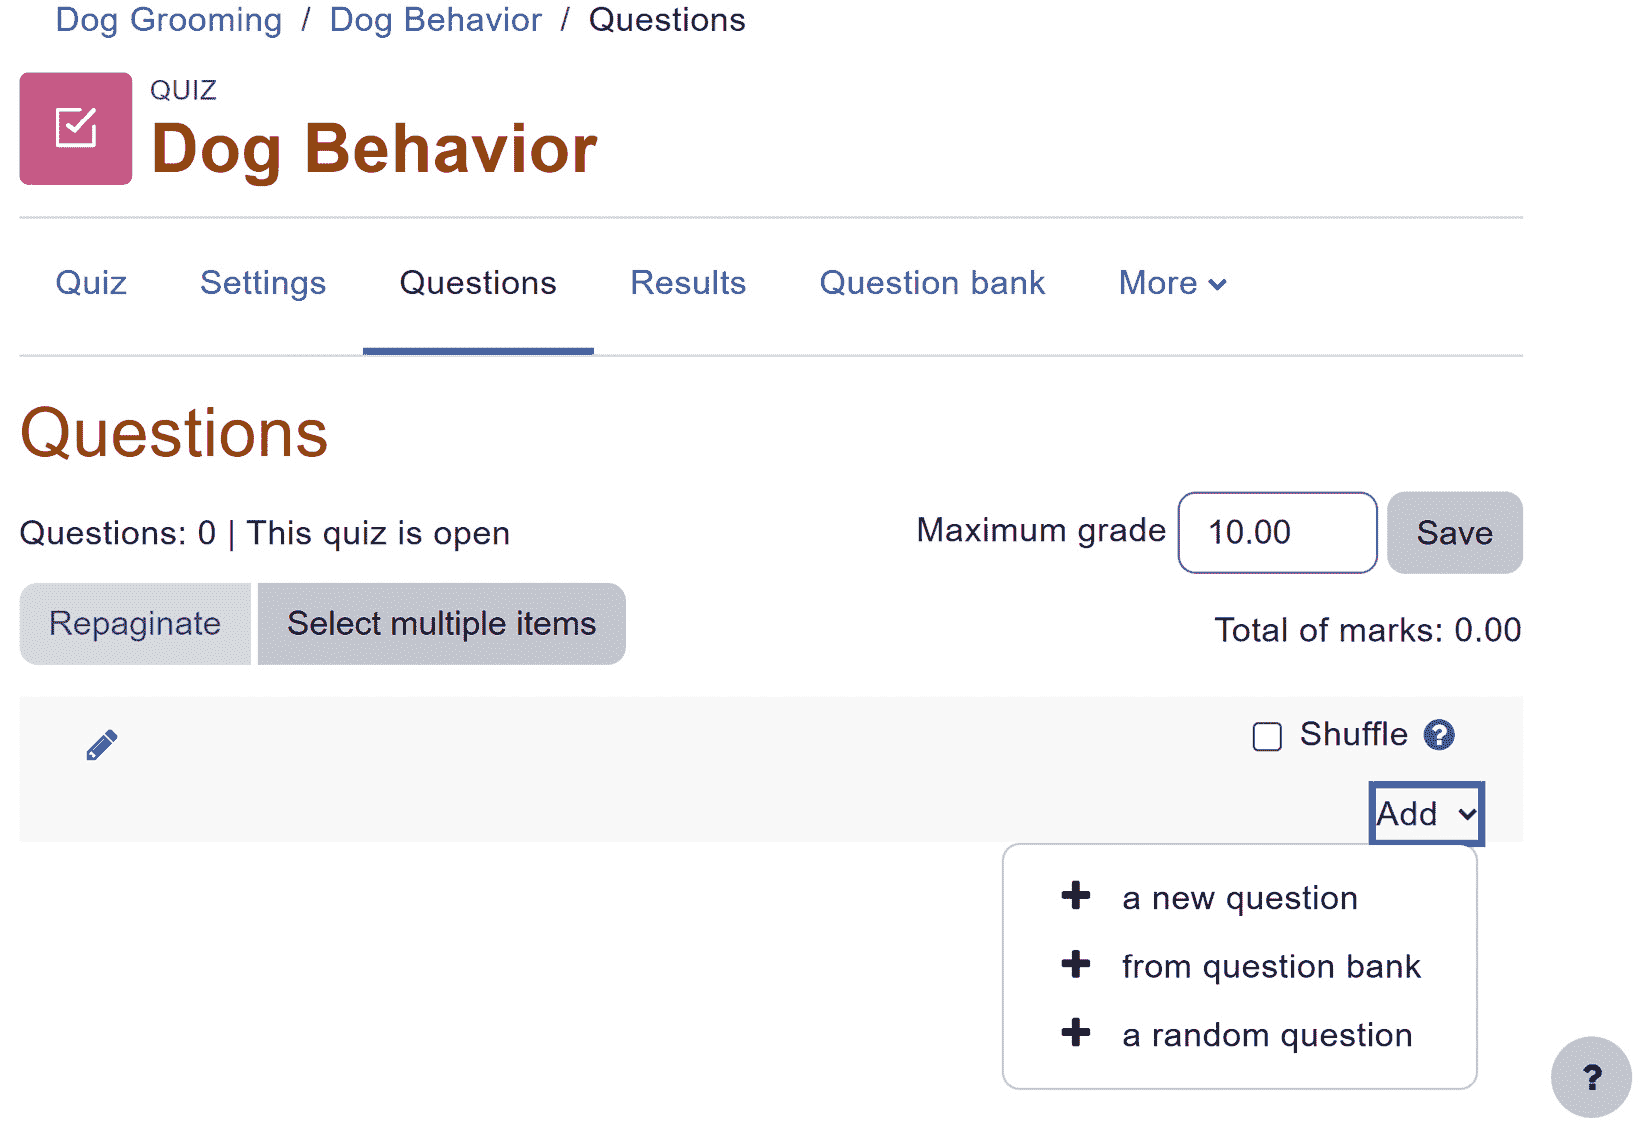 Dog Grooming / Dog Behavior / Questions
QUIZ
Dog Behavior
Quiz Settings Questions Results Question bank More
Questions
Questions: 0 | This quiz is open
Maximum grade 10.00 Save
Repaginate Select multiple items
Total of marks: 0.00
Shuffle ?
Add
+ a new question
+ from question bank
+ a random question
?